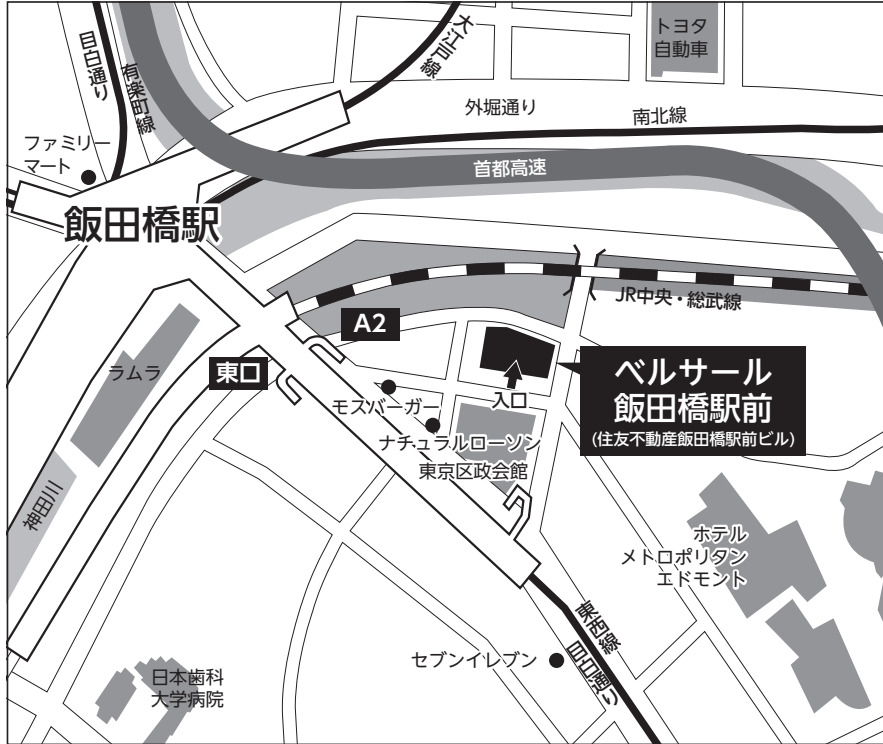 トヨタ
自動車
大江戸線
目白通り
有楽町線
外堀通り
南北線
ファミリー
マート
首都高速
飯田橋駅
JR中央・総武線
A2
東口
ラムラ
ベルサール
飯田橋駅前
(住友不動産飯田橋駅前ビル)
入口
モスバーガー
ナチュラルローソン
東京区政会館
神田川
ホテル
メトロポリタン
エドモント
東西線
目白通り
セブンイレブン
日本歯科
大学病院